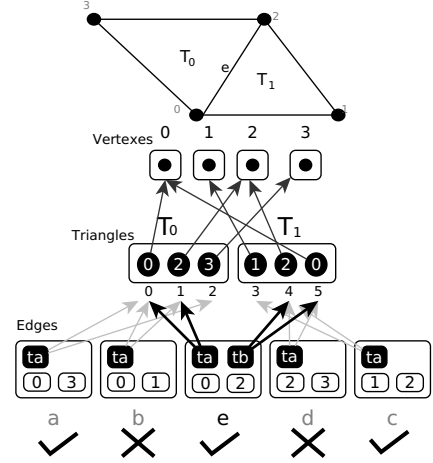 3
2
T0
e
T1
0
1
0 1 2 3
Vertexes
T0 T1
Triangles
0 2 3 1 2 0
0 1 2 3 4 5
Edges
ta ta ta tb ta ta
0 3 0 1 0 2 2 3 1 2
a b e d c